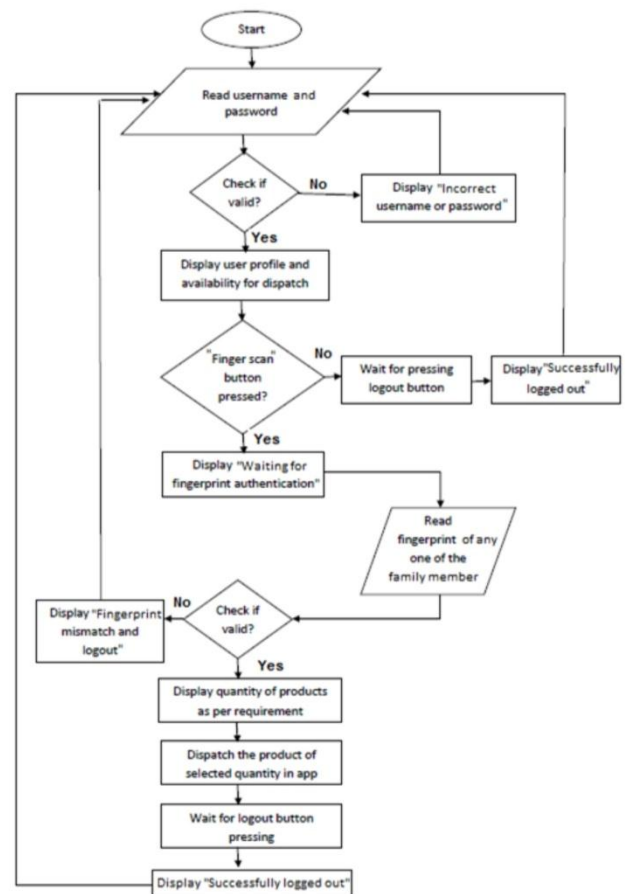 Start
Read username and
password
Check if
valid?
No
Display "Incorrect
username or password"
Yes
Display user profile and
availability for dispatch
"Finger scan"
button
pressed?
No
Wait for pressing
logout button
Display "Successfully
logged out"
Yes
Display "Waiting for
fingerprint authentication"
Read
fingerprint of any
one of the
family member
Check if
valid?
No
Display "Fingerprint
mismatch and
logout"
Yes
Display quantity of products
as per requirement
Dispatch the product of
selected quantity in app
Wait for logout button
pressing
Display "Successfully logged out"